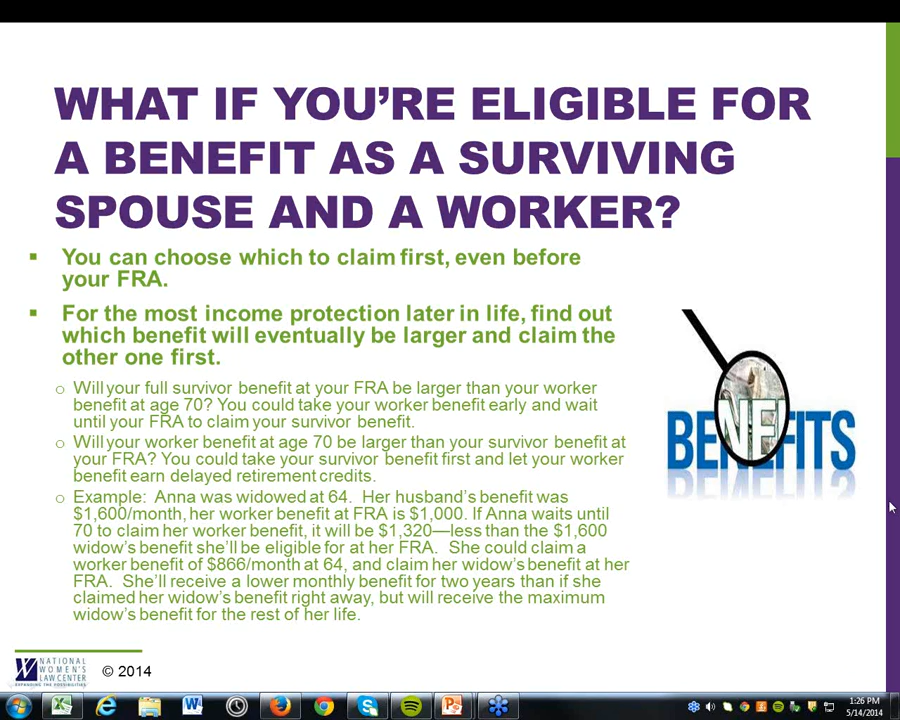 WHAT IF YOU’RE ELIGIBLE FOR
A BENEFIT AS A SURVIVING
SPOUSE AND A WORKER?
▪ You can choose which to claim first, even before
your FRA.
▪ For the most income protection later in life, find out
which benefit will eventually be larger and claim the
other one first.
o Will your full survivor benefit at your FRA be larger than your worker
benefit at age 70? You could take your worker benefit early and wait
until your FRA to claim your survivor benefit.
o Will your worker benefit at age 70 be larger than your survivor benefit at
your FRA? You could take your survivor benefit first and let your worker
benefit earn delayed retirement credits.
o Example: Anna was widowed at 64. Her husband’s benefit was
$1,600/month, her worker benefit at FRA is $1,000. If Anna waits until
70 to claim her worker benefit, it will be $1,320—less than the $1,600
widow’s benefit she’ll be eligible for at her FRA. She could claim a
worker benefit of $866/month at 64, and claim her widow’s benefit at her
FRA. She’ll receive a lower monthly benefit for two years than if she
claimed her widow’s benefit right away, but will receive the maximum
widow’s benefit for the rest of her life.
BENEFITS
NATIONAL
WOMEN’S
LAW CENTER
EXPANDING THE POSSIBILITIES
© 2014
1:26 PM
5/14/2014